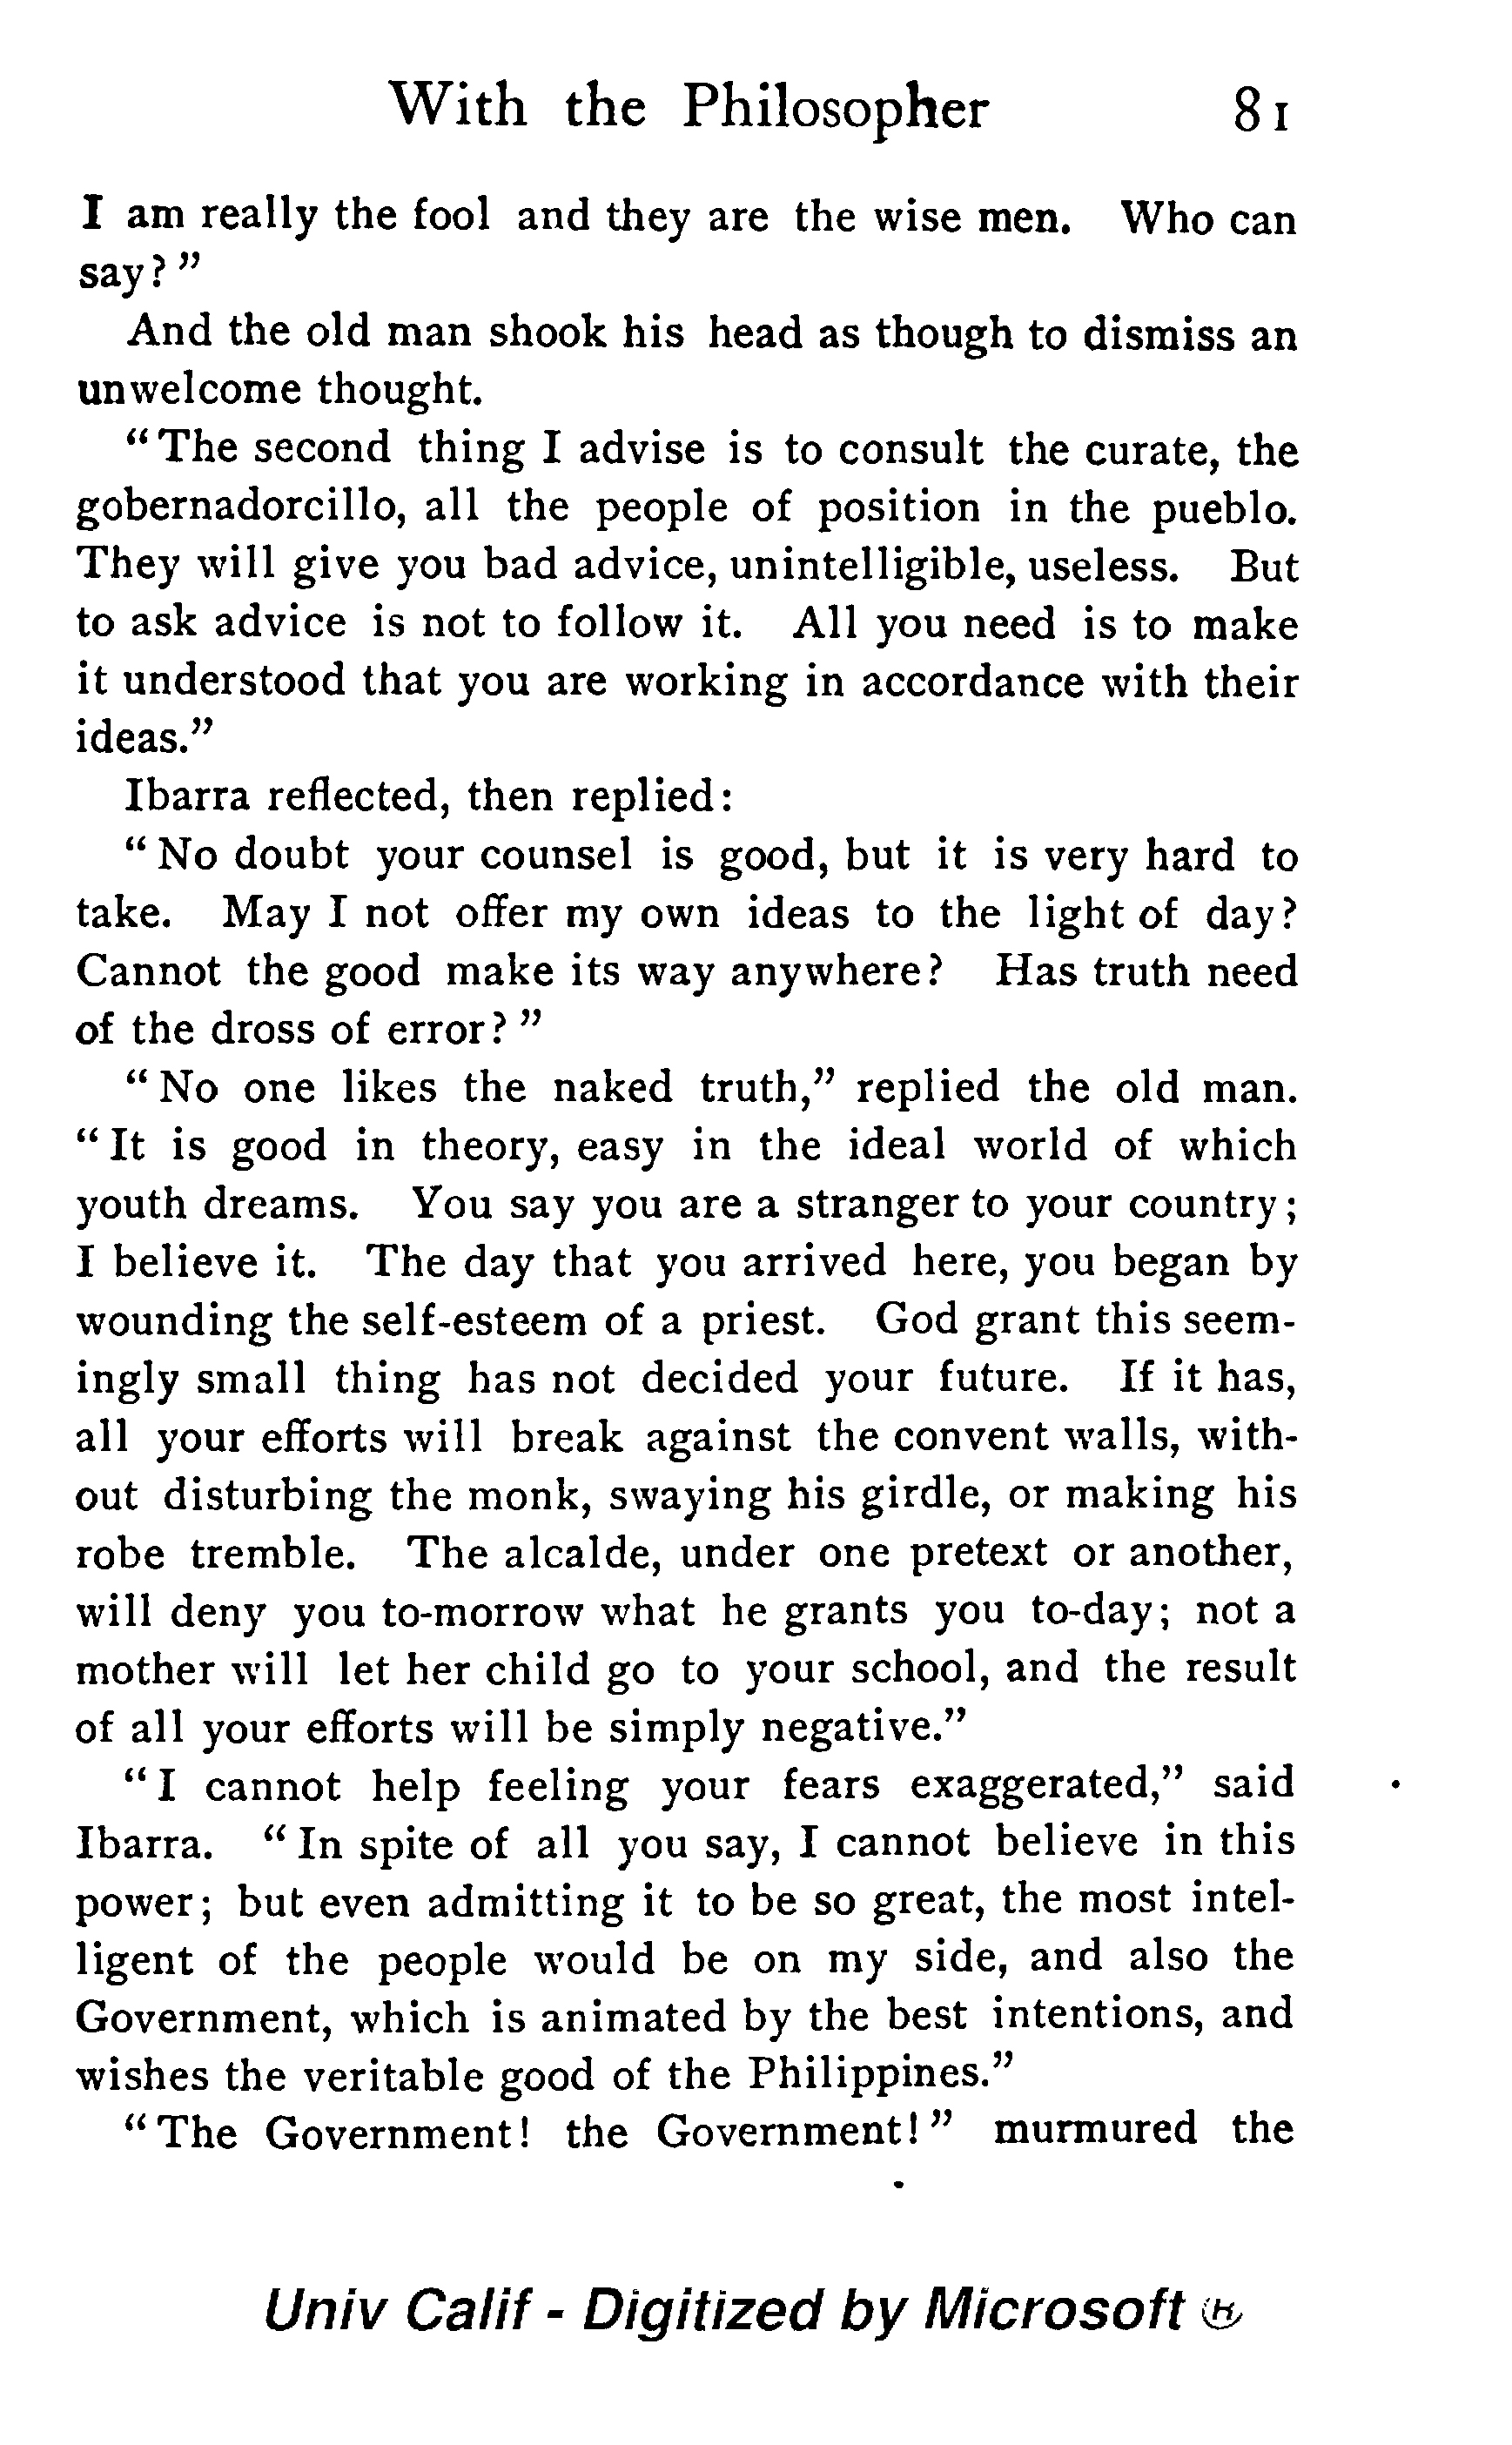 With the Philosopher 81
I am really the fool and they are the wise men. Who can
say?"
And the old man shook his head as though to dismiss an
unwelcome thought.
"The second thing I advise is to consult the curate, the
gobernadorcillo, all the people of position in the pueblo.
They will give you bad advice, unintelligible, useless. But
to ask advice is not to follow it. All you need is to make
it understood that you are working in accordance with their
ideas."
Ibarra reflected, then replied:
"No doubt your counsel is good, but it is very hard to
take. May I not offer my own ideas to the light of day?
Cannot the good make its way anywhere? Has truth need
of the dross of error?"
"No one likes the naked truth," replied the old man.
"It is good in theory, easy in the ideal world of which
youth dreams. You say you are a stranger to your country;
I believe it. The day that you arrived here, you began by
wounding the self-esteem of a priest. God grant this seem-
ingly small thing has not decided your future. If it has,
all your efforts will break against the convent walls, with-
out disturbing the monk, swaying his girdle, or making his
robe tremble. The alcalde, under one pretext or another,
will deny you to-morrow what he grants you to-day; not a
mother will let her child go to your school, and the result
of all your efforts will be simply negative."
"I cannot help feeling your fears exaggerated," said
Ibarra. "In spite of all you say, I cannot believe in this
power; but even admitting it to be so great, the most intel-
ligent of the people would be on my side, and also the
Government, which is animated by the best intentions, and
wishes the veritable good of the Philippines."
"The Government! the Government!" murmured the
Univ Calif - Digitized by Microsoft ®